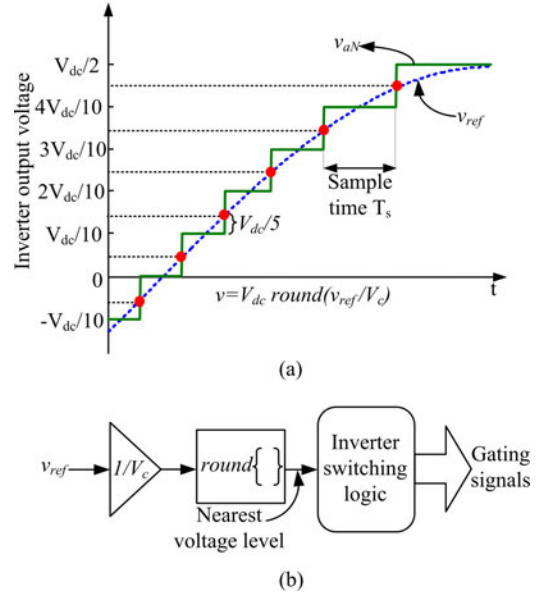 Inverter output voltage
V_dc/2
4V_dc/10
3V_dc/10
2V_dc/10
V_dc/10
0
-V_dc/10
v_aN
v_ref
Sample
time T_s
}V_dc/5
v=V_dc round(v_ref/V_c)
t
(a)
v_ref
1/V_c
round{ }
Nearest
voltage level
Inverter
switching
logic
Gating
signals
(b)